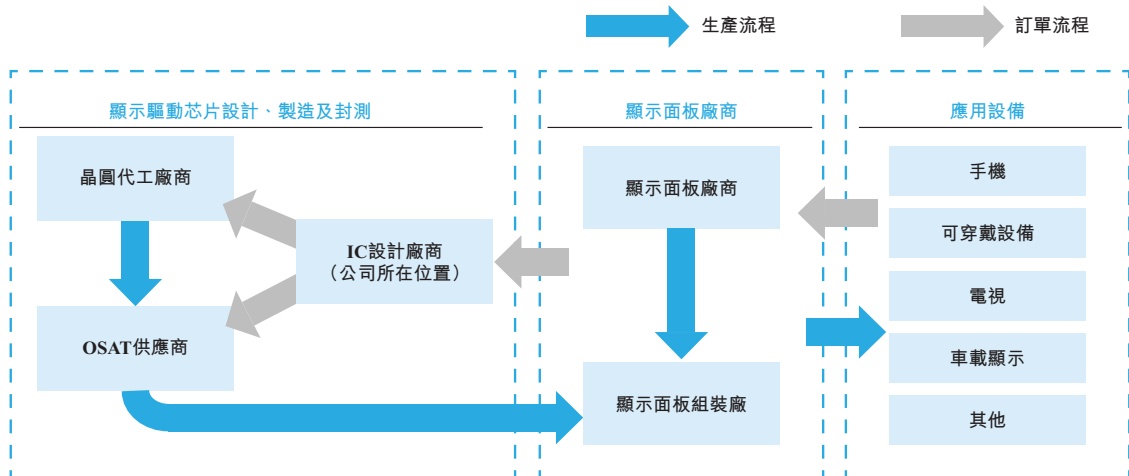 生產流程
訂單流程
顯示驅動芯片設計、製造及封測
顯示面板廠商
應用設備
晶圓代工廠商
IC設計廠商
（公司所在位置）
OSAT供應商
顯示面板廠商
顯示面板組裝廠
手機
可穿戴設備
電視
車載顯示
其他